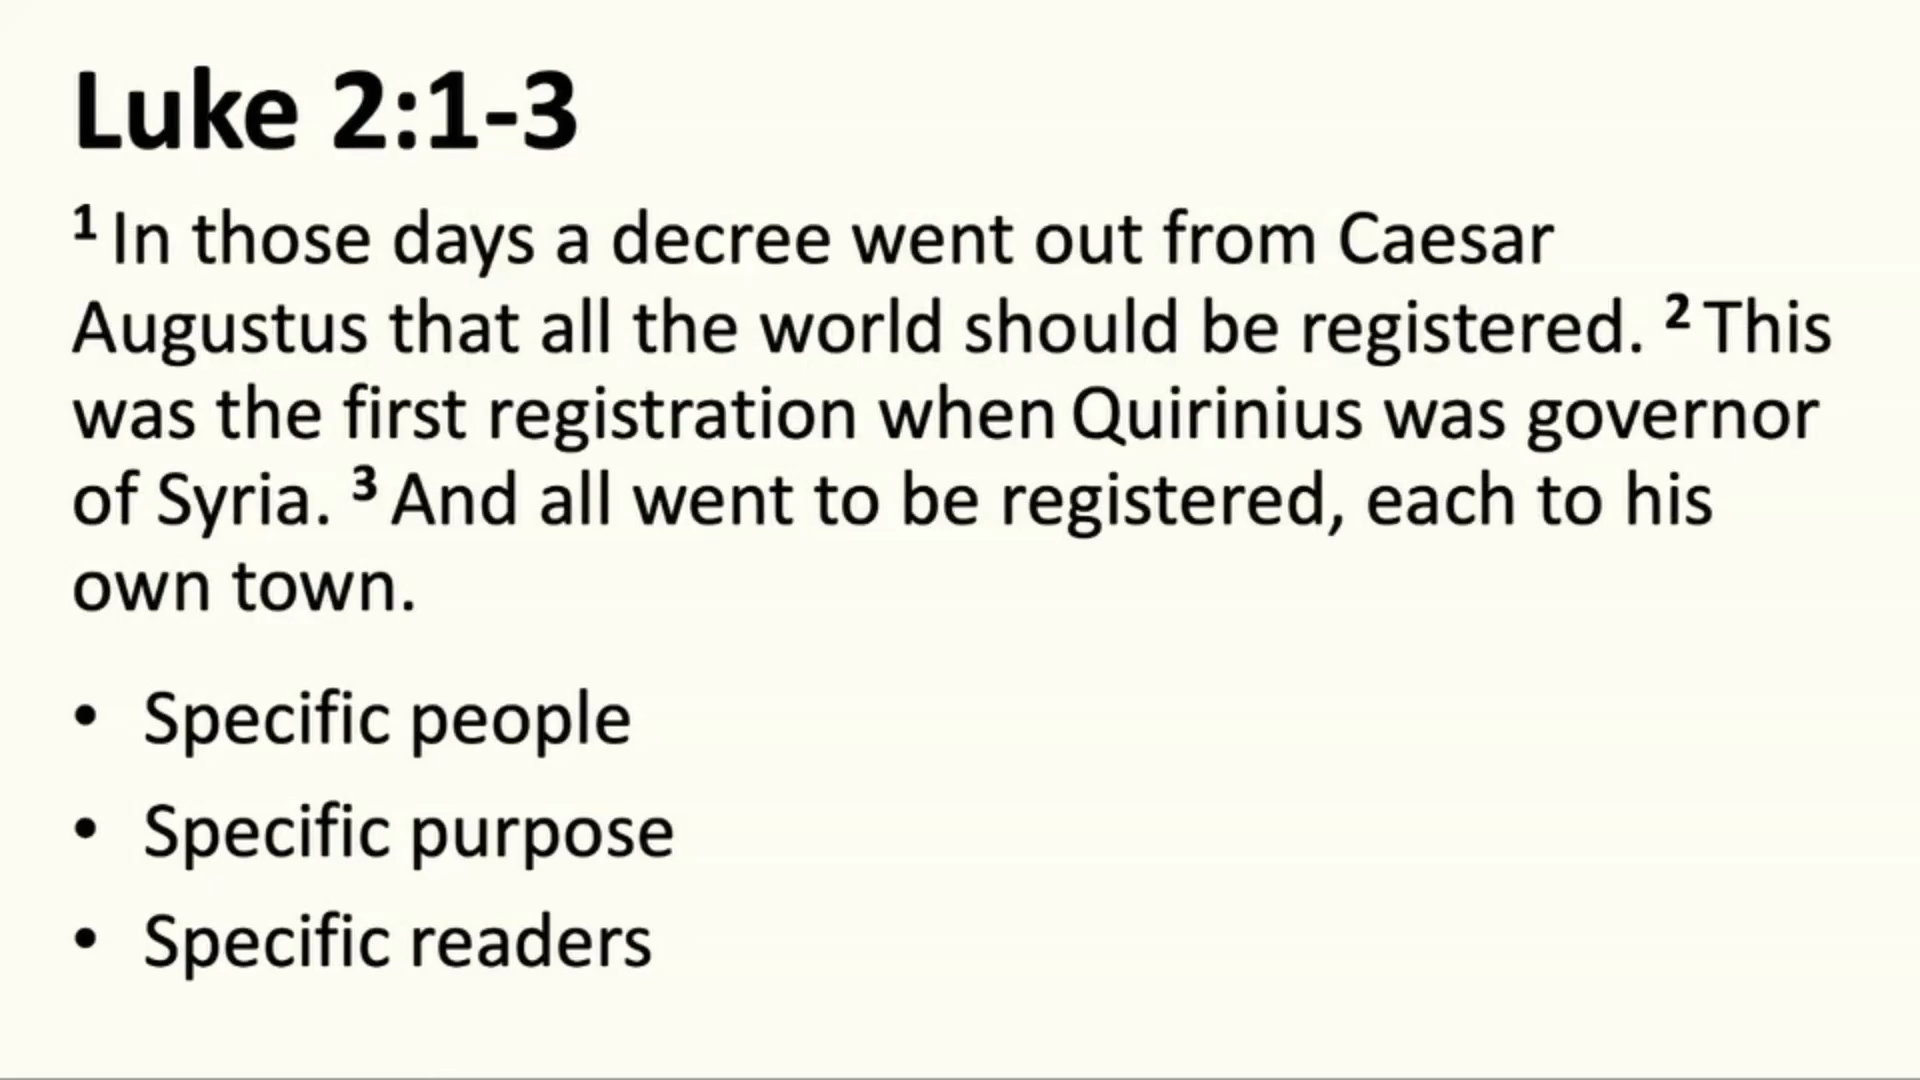 Luke 2:1-3
1 In those days a decree went out from Caesar
Augustus that all the world should be registered. 2 This
was the first registration when Quirinius was governor
of Syria. 3 And all went to be registered, each to his
own town.
• Specific people
• Specific purpose
• Specific readers